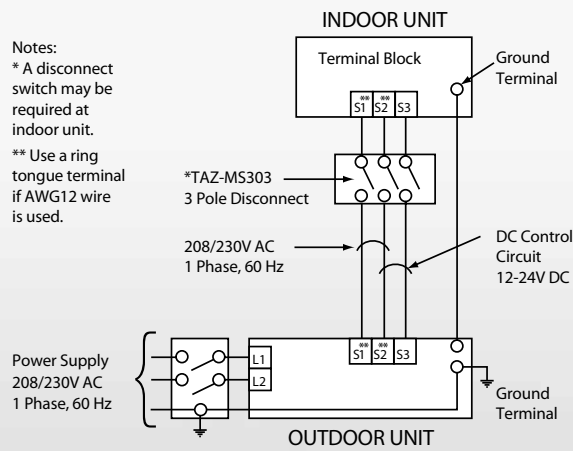 INDOOR UNIT
Notes:
* A disconnect
switch may be
required at
indoor unit.
** Use a ring
tongue terminal
if AWG12 wire
is used.
Terminal Block
Ground
Terminal
** **
S1 S2 S3
*TAZ-MS303
3 Pole Disconnect
208/230V AC
1 Phase, 60 Hz
DC Control
Circuit
12-24V DC
** **
S1 S2 S3
L1
L2
Power Supply
208/230V AC
1 Phase, 60 Hz
Ground
Terminal
OUTDOOR UNIT